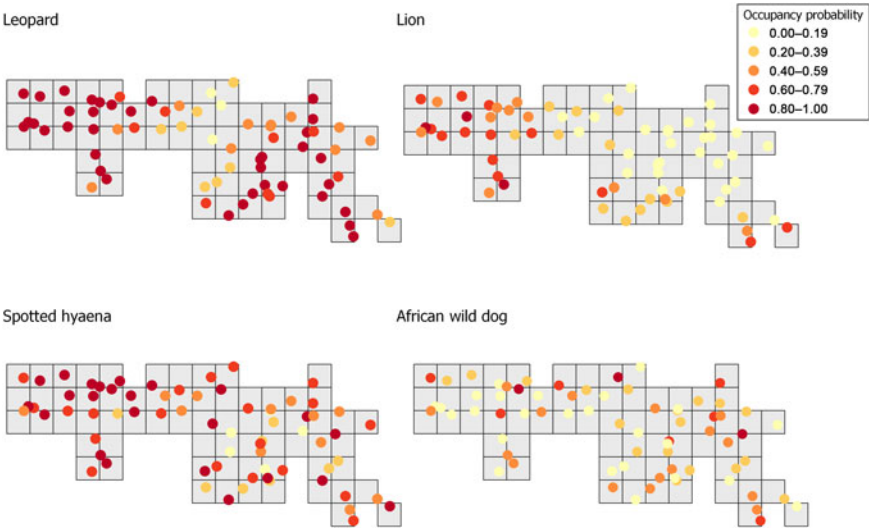 Leopard
Lion
Occupancy probability
0.00–0.19
0.20–0.39
0.40–0.59
0.60–0.79
0.80–1.00
Spotted hyaena
African wild dog